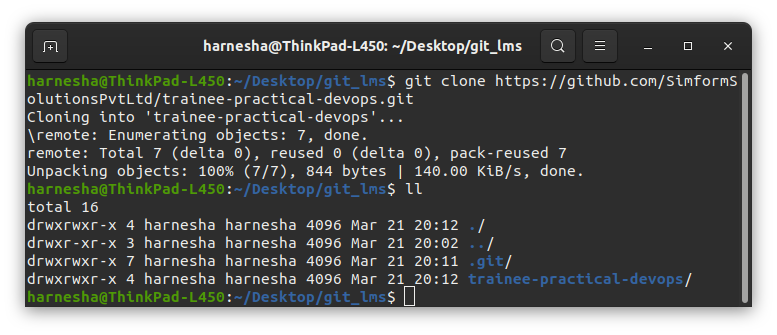 harnesha@ThinkPad-L450: ~/Desktop/git_lms
harnesha@ThinkPad-L450:~/Desktop/git_lms$ git clone https://github.com/SimformS
olutionsPvtLtd/trainee-practical-devops.git
Cloning into 'trainee-practical-devops'...
\remote: Enumerating objects: 7, done.
remote: Total 7 (delta 0), reused 0 (delta 0), pack-reused 7
Unpacking objects: 100% (7/7), 844 bytes | 140.00 KiB/s, done.
harnesha@ThinkPad-L450:~/Desktop/git_lms$ ll
total 16
drwxrwxr-x 4 harnesha harnesha 4096 Mar 21 20:12 ./
drwxr-xr-x 3 harnesha harnesha 4096 Mar 21 20:02 ../
drwxrwxr-x 7 harnesha harnesha 4096 Mar 21 20:11 .git/
drwxrwxr-x 4 harnesha harnesha 4096 Mar 21 20:12 trainee-practical-devops/
harnesha@ThinkPad-L450:~/Desktop/git_lms$